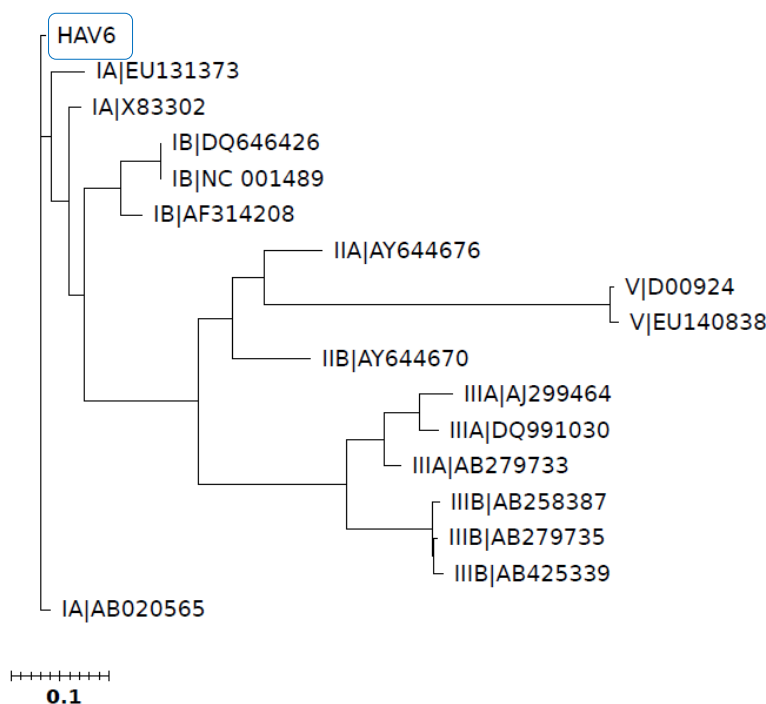 HAV6
IA|EU131373
IA|X83302
IB|DQ646426
IB|NC 001489
IB|AF314208
IIA|AY644676
V|D00924
V|EU140838
IIB|AY644670
IIIA|AJ299464
IIIA|DQ991030
IIIA|AB279733
IIIB|AB258387
IIIB|AB279735
IIIB|AB425339
IA|AB020565
0.1